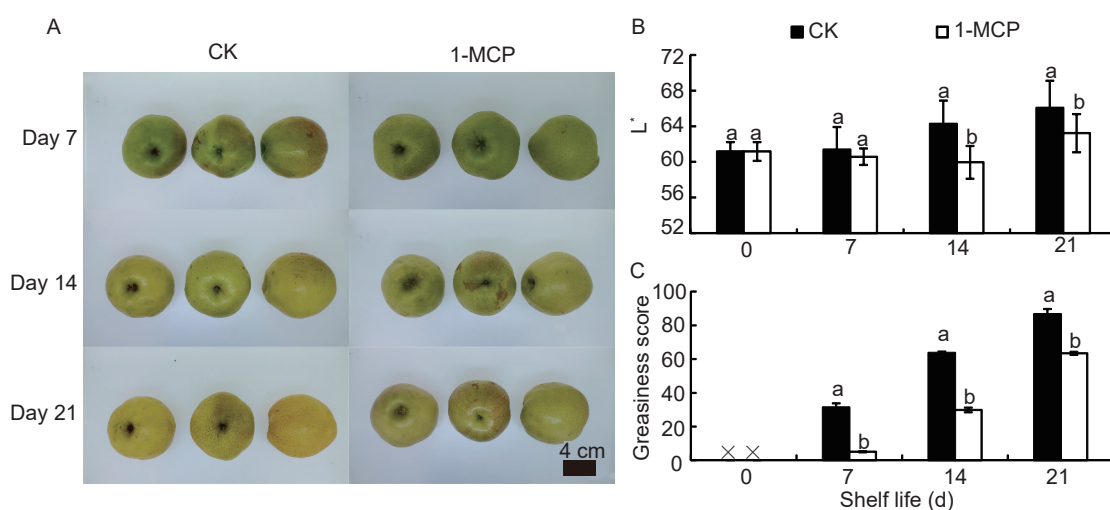 A
CK
1-MCP
Day 7
Day 14
Day 21
4 cm
B
CK
1-MCP
L*
72
68
64
60
56
52
a
a
a
a
a
b
a
b
0
7
14
21
C
Greasiness score
100
80
60
40
20
0
×
×
a
b
a
b
a
b
0
7
14
21
Shelf life (d)